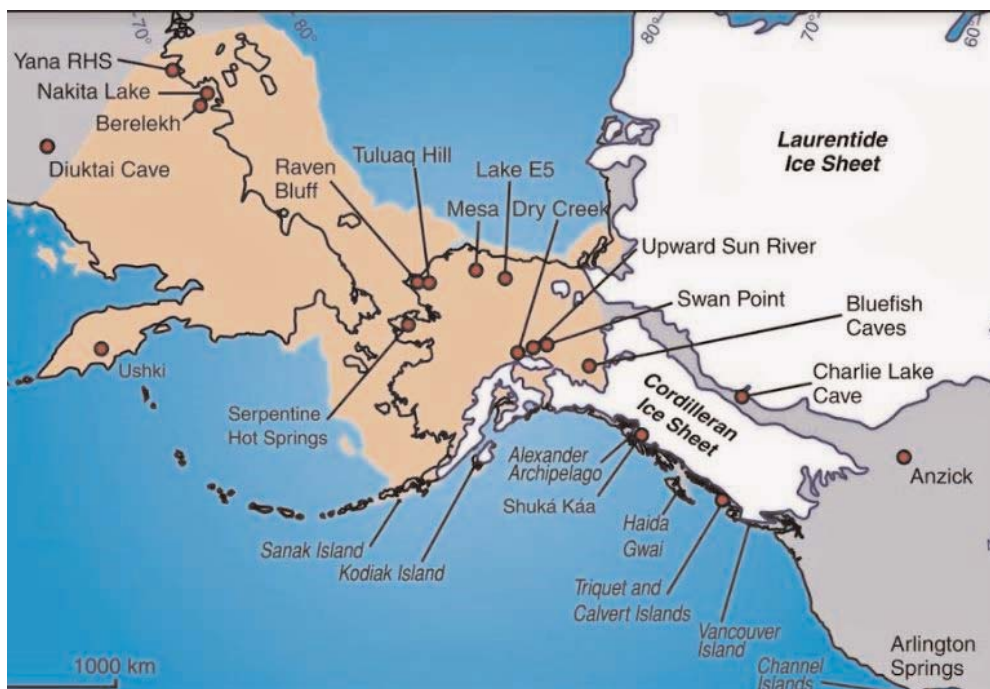 70°
80°
80°
70°
60°
Yana RHS
Nakita Lake
Berelekh
Diuktai Cave
Raven
Bluff
Tuluaq Hill
Lake E5
Mesa
Dry Creek
Laurentide
Ice Sheet
Upward Sun River
Swan Point
Bluefish
Caves
Charlie Lake
Cave
Cordilleran
Ice Sheet
Ushki
Serpentine
Hot Springs
Alexander
Archipelago
Shuká Káa
Anzick
Haida
Gwai
Sanak Island
Kodiak Island
Triquet and
Calvert Islands
Vancouver
Island
Arlington
Springs
Channel
Islands
1000 km